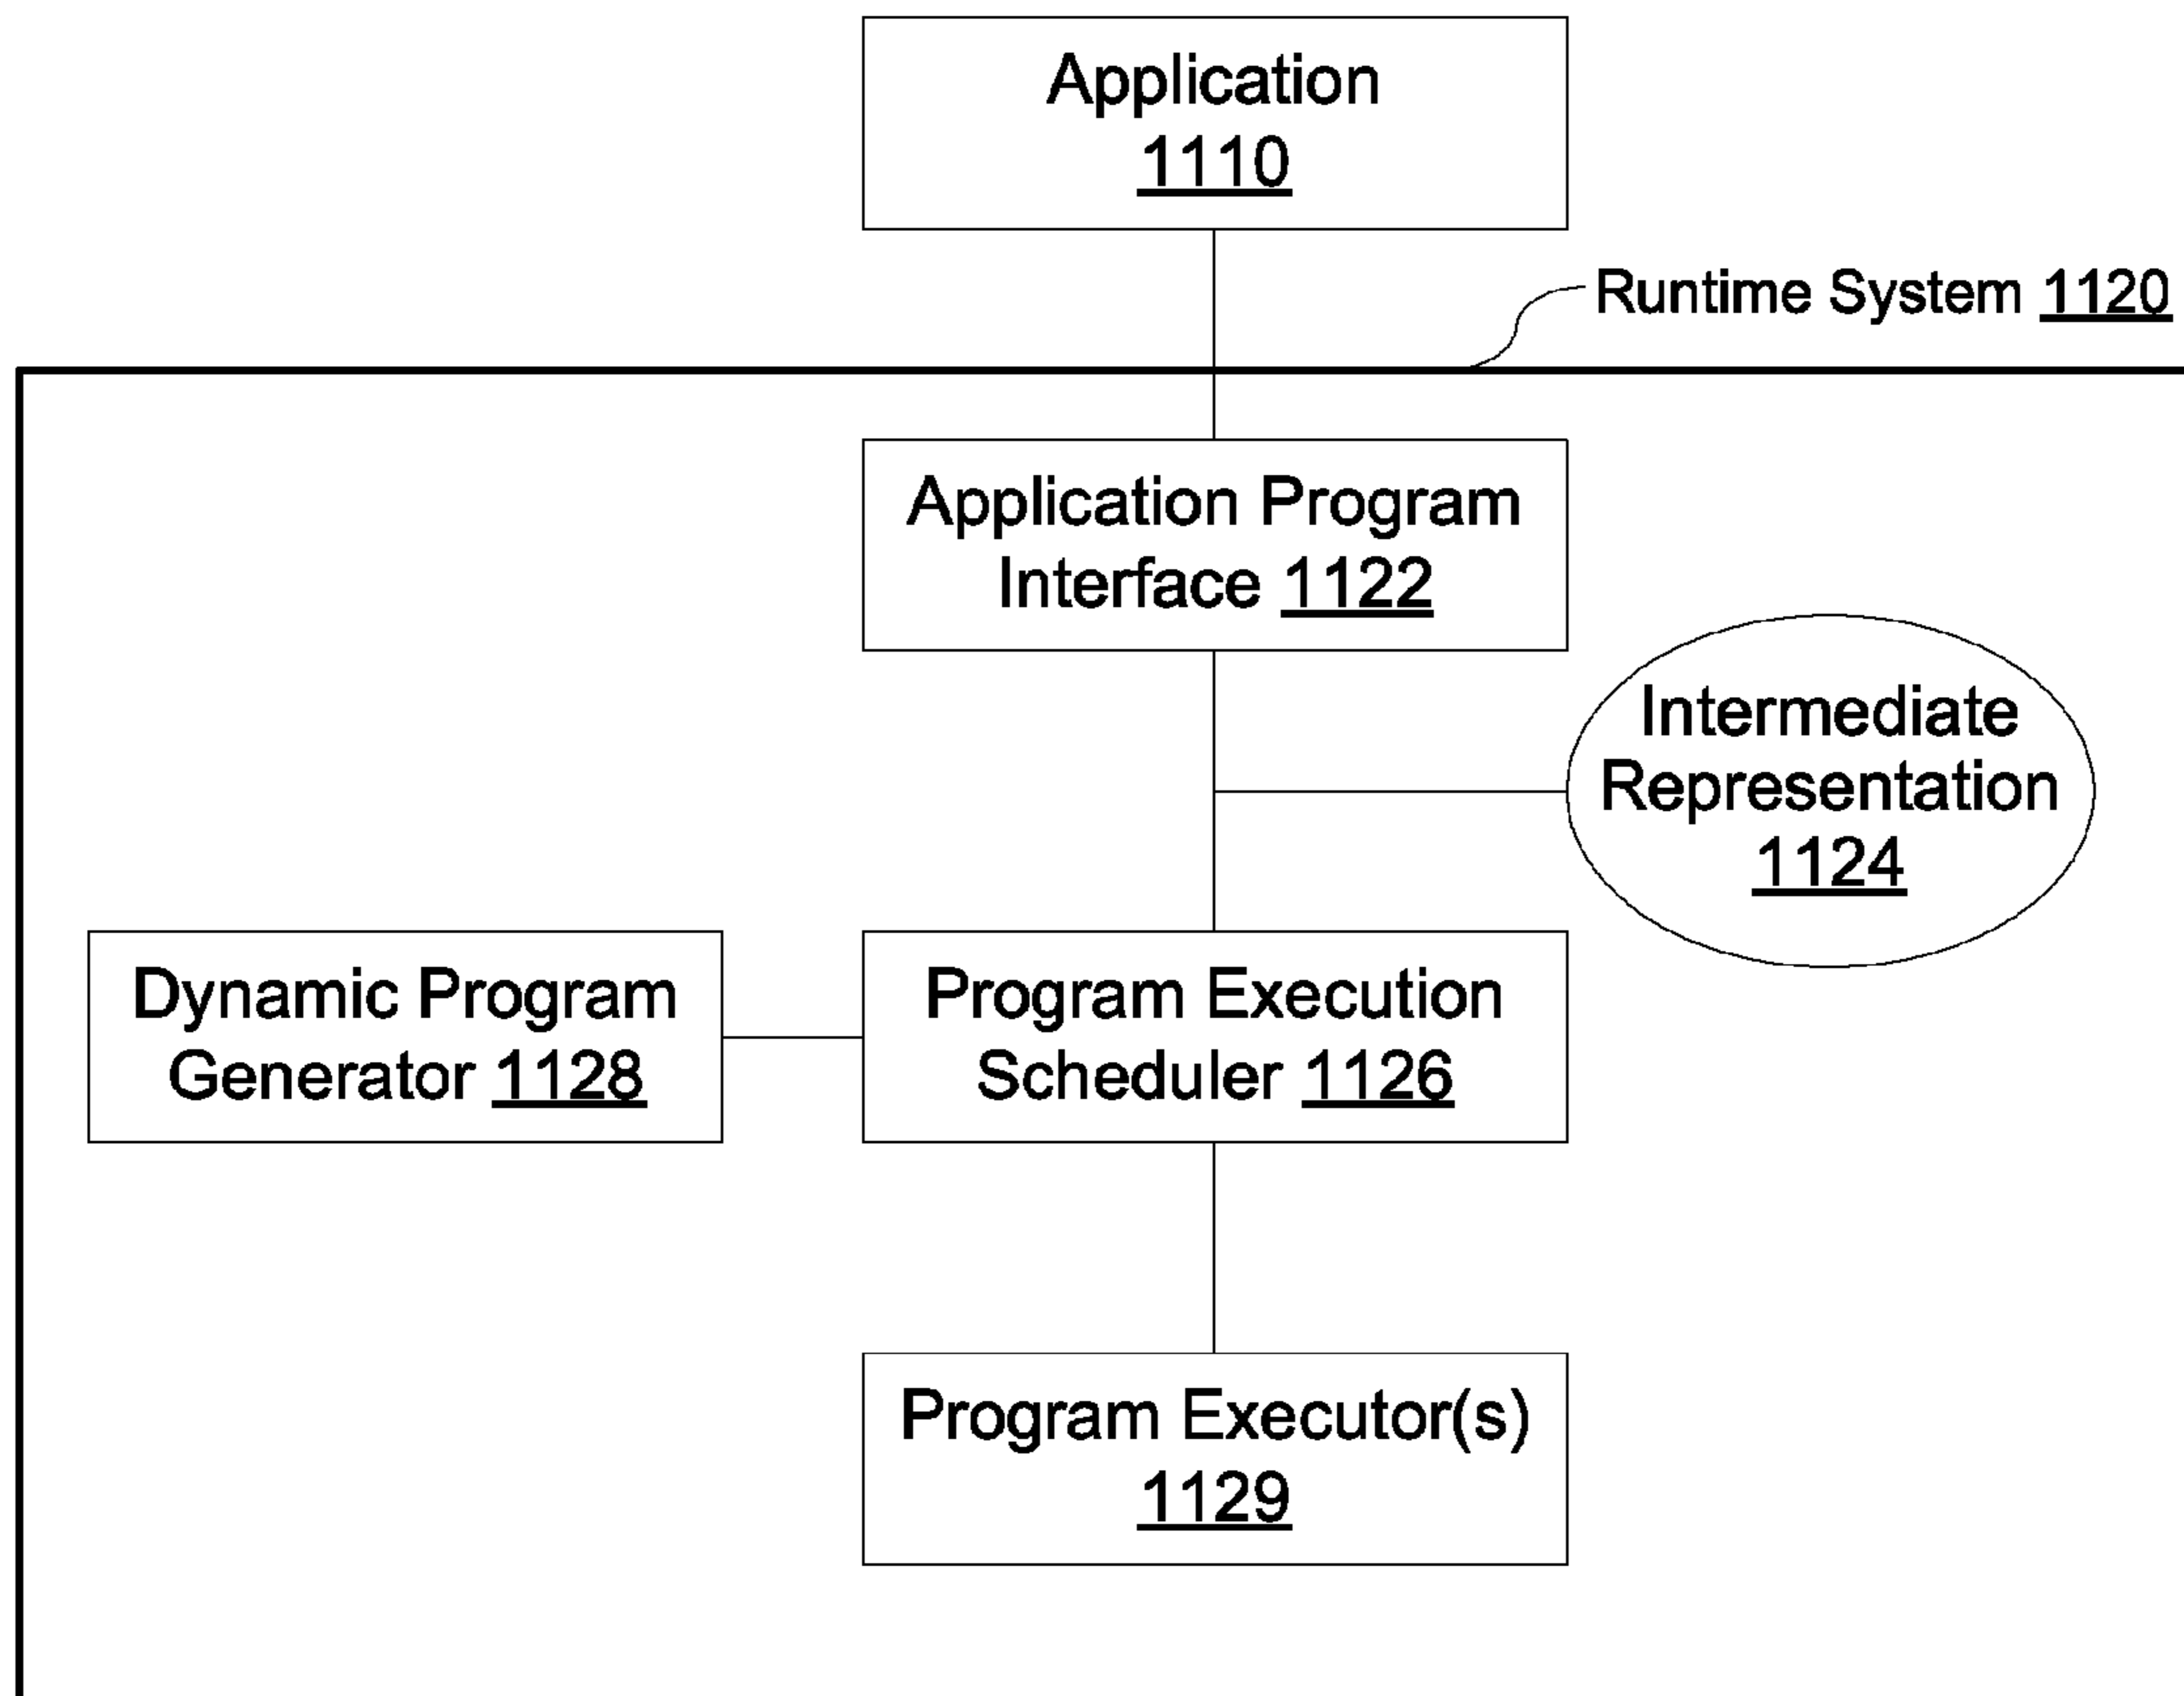 Application
1110
Runtime System 1120
Application Program
Interface 1122
Intermediate
Representation
1124
Dynamic Program
Generator 1128
Program Execution
Scheduler 1126
Program Executor(s)
1129